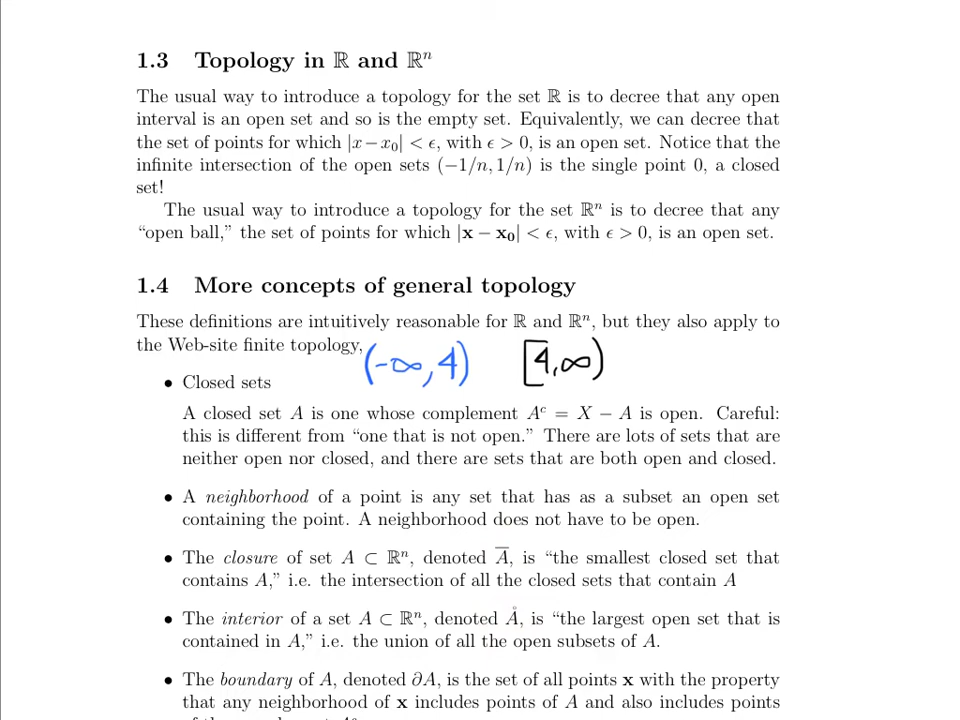 1.3 Topology in ℝ and ℝⁿ
The usual way to introduce a topology for the set ℝ is to decree that any open
interval is an open set and so is the empty set. Equivalently, we can decree that
the set of points for which |x − x₀| < ϵ, with ϵ > 0, is an open set. Notice that the
infinite intersection of the open sets (−1/n, 1/n) is the single point 0, a closed
set!
The usual way to introduce a topology for the set ℝⁿ is to decree that any
“open ball,” the set of points for which |x − x₀| < ϵ, with ϵ > 0, is an open set.
1.4 More concepts of general topology
These definitions are intuitively reasonable for ℝ and ℝⁿ, but they also apply to
the Web-site finite topology.
(-∞, 4) [4,∞)
• Closed sets
A closed set A is one whose complement Aᶜ = X − A is open. Careful:
this is different from “one that is not open.” There are lots of sets that are
neither open nor closed, and there are sets that are both open and closed.
• A neighborhood of a point is any set that has as a subset an open set
containing the point. A neighborhood does not have to be open.
• The closure of set A ⊂ ℝⁿ, denoted A̅, is “the smallest closed set that
contains A,” i.e. the intersection of all the closed sets that contain A
• The interior of a set A ⊂ ℝⁿ, denoted Å, is “the largest open set that is
contained in A,” i.e. the union of all the open subsets of A.
• The boundary of A, denoted ∂A, is the set of all points x with the property
that any neighborhood of x includes points of A and also includes points